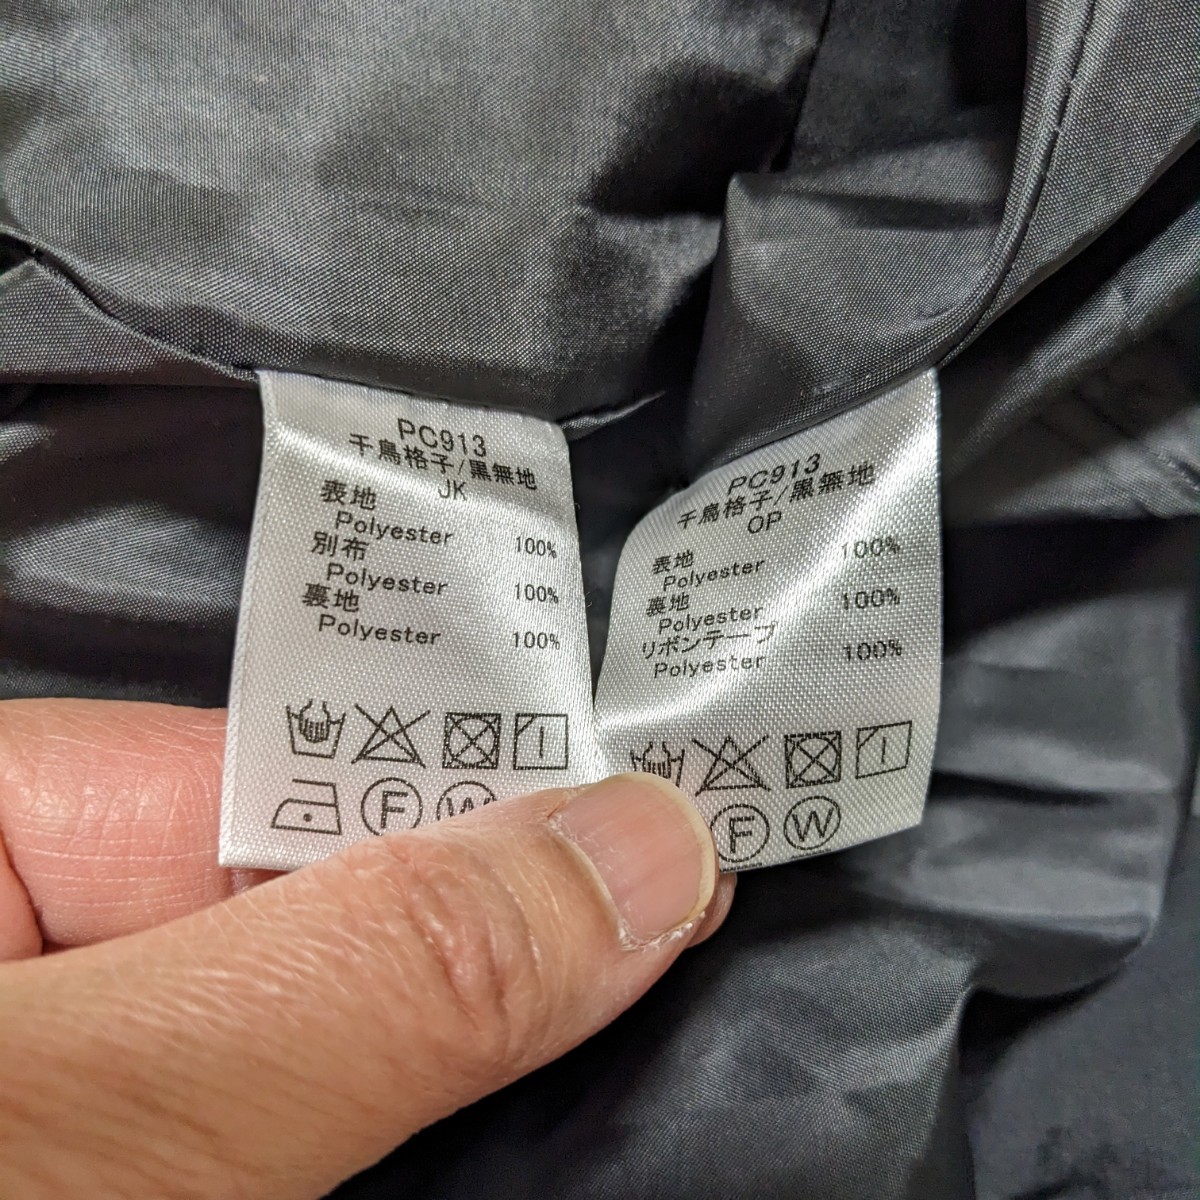 PC913
千鳥格子/黒無地
JK
表地
Polyester 100%
別布
Polyester 100%
裏地
Polyester 100%
F
W
PC913
千鳥格子/黒無地
OP
表地
Polyester 100%
裏地
Polyester 100%
リボンテープ
Polyester 100%
F
W